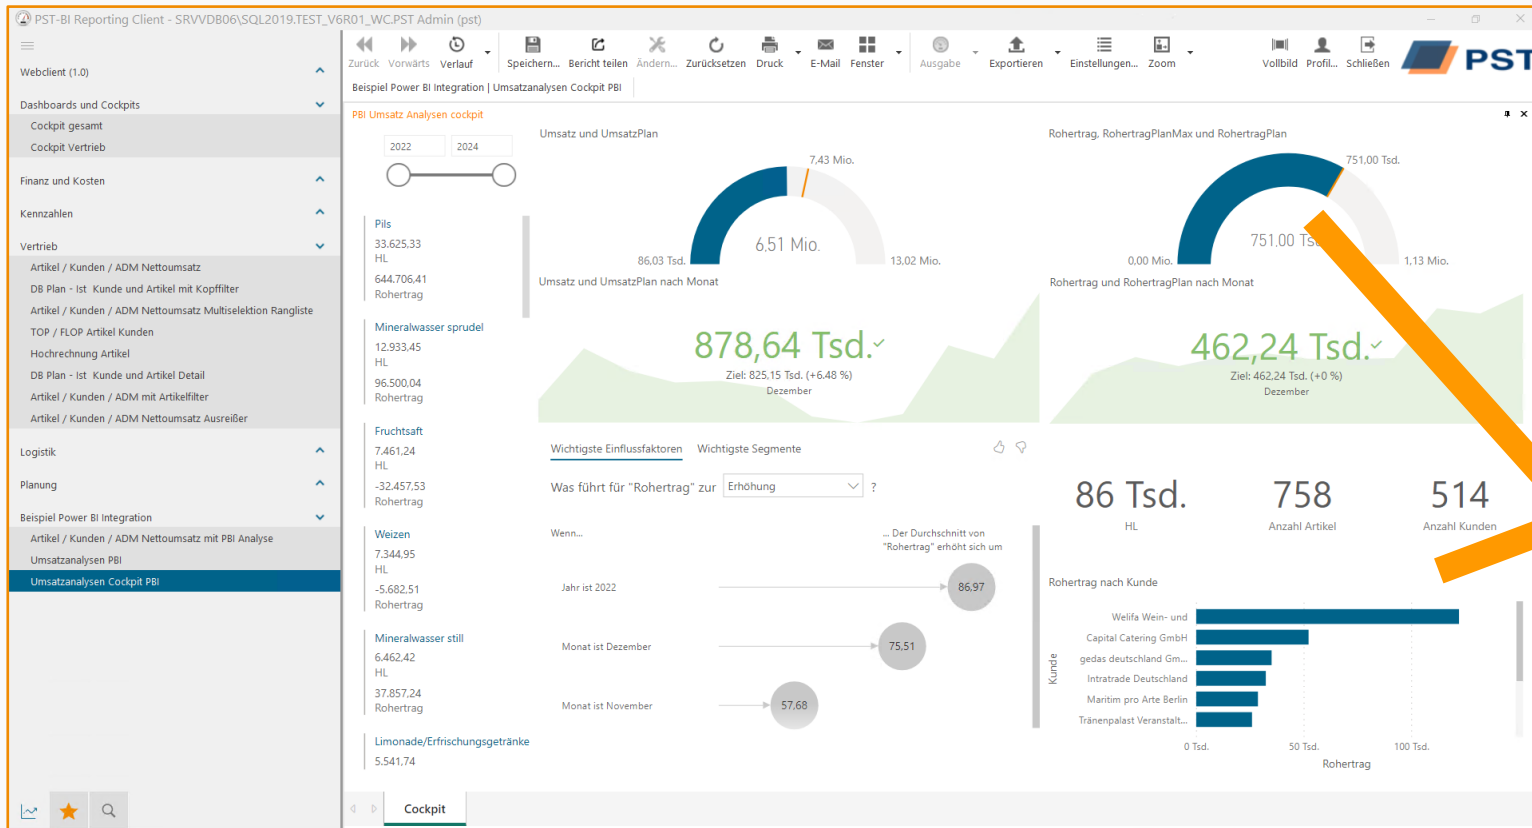 PST-BI Reporting Client - SRVVDB06\SQL2019.TEST_V6R01_WC.PST Admin (pst)
Zurück Vorwärts Verlauf Speichern... Bericht teilen Ändern... Zurücksetzen Druck E-Mail Fenster Ausgabe Exportieren Einstellungen... Zoom Vollbild Profil... Schließen
PST
Beispiel Power BI Integration | Umsatzanalysen Cockpit PBI
Webclient (1.0)
Dashboards und Cockpits
Cockpit gesamt
Cockpit Vertrieb
Finanz und Kosten
Kennzahlen
Vertrieb
Artikel / Kunden / ADM Nettoumsatz
DB Plan - Ist Kunde und Artikel mit Kopffilter
Artikel / Kunden / ADM Nettoumsatz Multiselektion Rangliste
TOP / FLOP Artikel Kunden
Hochrechnung Artikel
DB Plan - Ist Kunde und Artikel Detail
Artikel / Kunden / ADM mit Artikelfilter
Artikel / Kunden / ADM Nettoumsatz Ausreißer
Logistik
Planung
Beispiel Power BI Integration
Artikel / Kunden / ADM Nettoumsatz mit PBI Analyse
Umsatzanalysen PBI
Umsatzanalysen Cockpit PBI
PBI Umsatz Analysen cockpit
2022 2024
Pils
33.625,33
HL
644.706,41
Rohertrag
Mineralwasser sprudel
12.933,45
HL
96.500,04
Rohertrag
Fruchtsaft
7.461,24
HL
-32.457,53
Rohertrag
Weizen
7.344,95
HL
-5.682,51
Rohertrag
Mineralwasser still
6.462,42
HL
37.857,24
Rohertrag
Limonade/Erfrischungsgetränke
5.541,74
Umsatz und UmsatzPlan
7,43 Mio.
6,51 Mio.
86,03 Tsd.
13,02 Mio.
Umsatz und UmsatzPlan nach Monat
878,64 Tsd.
Ziel: 825,15 Tsd. (+6.48 %)
Dezember
Rohertrag, RohertragPlanMax und RohertragPlan
751,00 Tsd.
751,00
0,00 Mio.
1,13 Mio.
Rohertrag und RohertragPlan nach Monat
462,24 Tsd.
Ziel: 462,24 Tsd. (+0 %)
Dezember
Wichtigste Einflussfaktoren Wichtigste Segmente
Was führt für "Rohertrag" zur Erhöhung ?
Wenn...
... Der Durchschnitt von
"Rohertrag" erhöht sich um
Jahr ist 2022 86,97
Monat ist Dezember 75,51
Monat ist November 57,68
86 Tsd.
HL
758
Anzahl Artikel
514
Anzahl Kunden
Rohertrag nach Kunde
Kunde
Welifa Wein- und
Capital Catering GmbH
gedas deutschland Gm...
Intratrade Deutschland
Maritim pro Arte Berlin
Tränenpalast Veranstalt...
0 Tsd. 50 Tsd. 100 Tsd.
Rohertrag
Cockpit